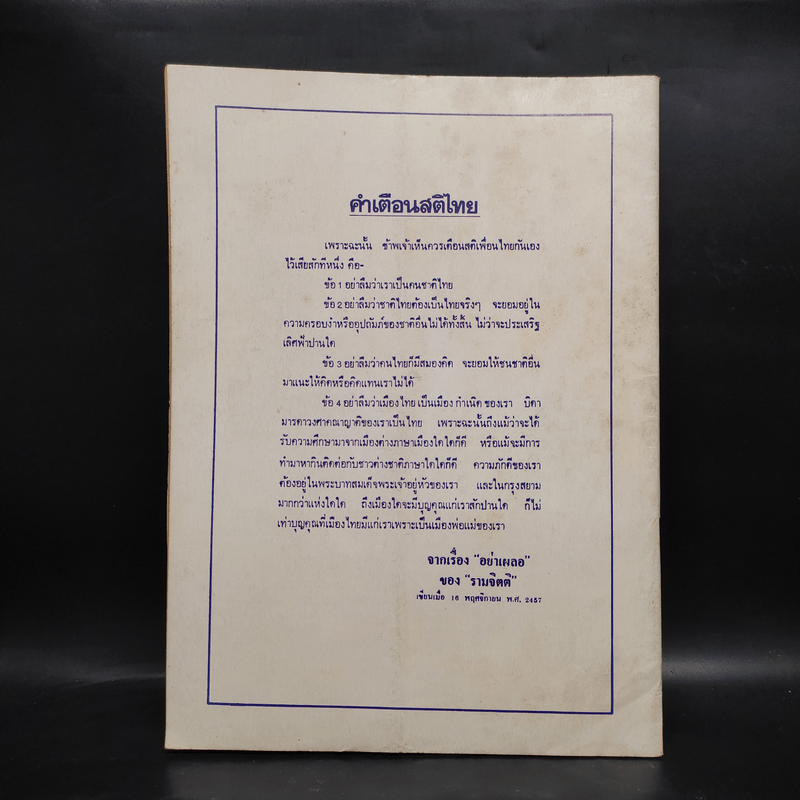 คำเตือนสติไทย
เพราะฉะนั้น ข้าพเจ้าเห็นควรเตือนสติเพื่อนไทยกันเอง
ไว้เสียสักทีหนึ่ง คือ-
ข้อ 1 อย่าลืมว่าเราเป็นคนชาติไทย
ข้อ 2 อย่าลืมว่าชาติไทยต้องเป็นไทยจริงๆ จะยอมอยู่ใน
ความครอบงำหรืออุปถัมภ์ของชาติอื่นไม่ได้ทั้งสิ้น ไม่ว่าจะประเสริฐ
เลิศฟ้าปานใด
ข้อ 3 อย่าลืมว่าคนไทยก็มีสมองคิด จะยอมให้ชนชาติอื่น
มาแนะให้คิดหรือคิดแทนเราไม่ได้
ข้อ 4 อย่าลืมว่าเมืองไทย เป็นเมือง กำเนิด ของเรา บิดา
มารดาวงศาคณาญาติของเราเป็นไทย เพราะฉะนั้นถึงแม้ว่าจะได้
รับความศึกษามาจากเมืองต่างภาษาเมืองใดใดก็ดี หรือแม้จะมีการ
ทำมาหากินติดต่อกับชาวต่างชาติภาษาใดใดก็ดี ความภักดีของเรา
ต้องอยู่ในพระบาทสมเด็จพระเจ้าอยู่หัวของเรา และในกรุงสยาม
มากกว่าแห่งใดใด ถึงเมืองใดจะมีบุญคุณแก่เราสักปานใด ก็ไม่
เท่าบุญคุณที่เมืองไทยมีแก่เราเพราะเป็นเมืองพ่อแม่ของเรา
จากเรื่อง "อย่าเผลอ"
ของ "รามจิตติ"
เขียนเมื่อ 16 พฤศจิกายน พ.ศ. 2457